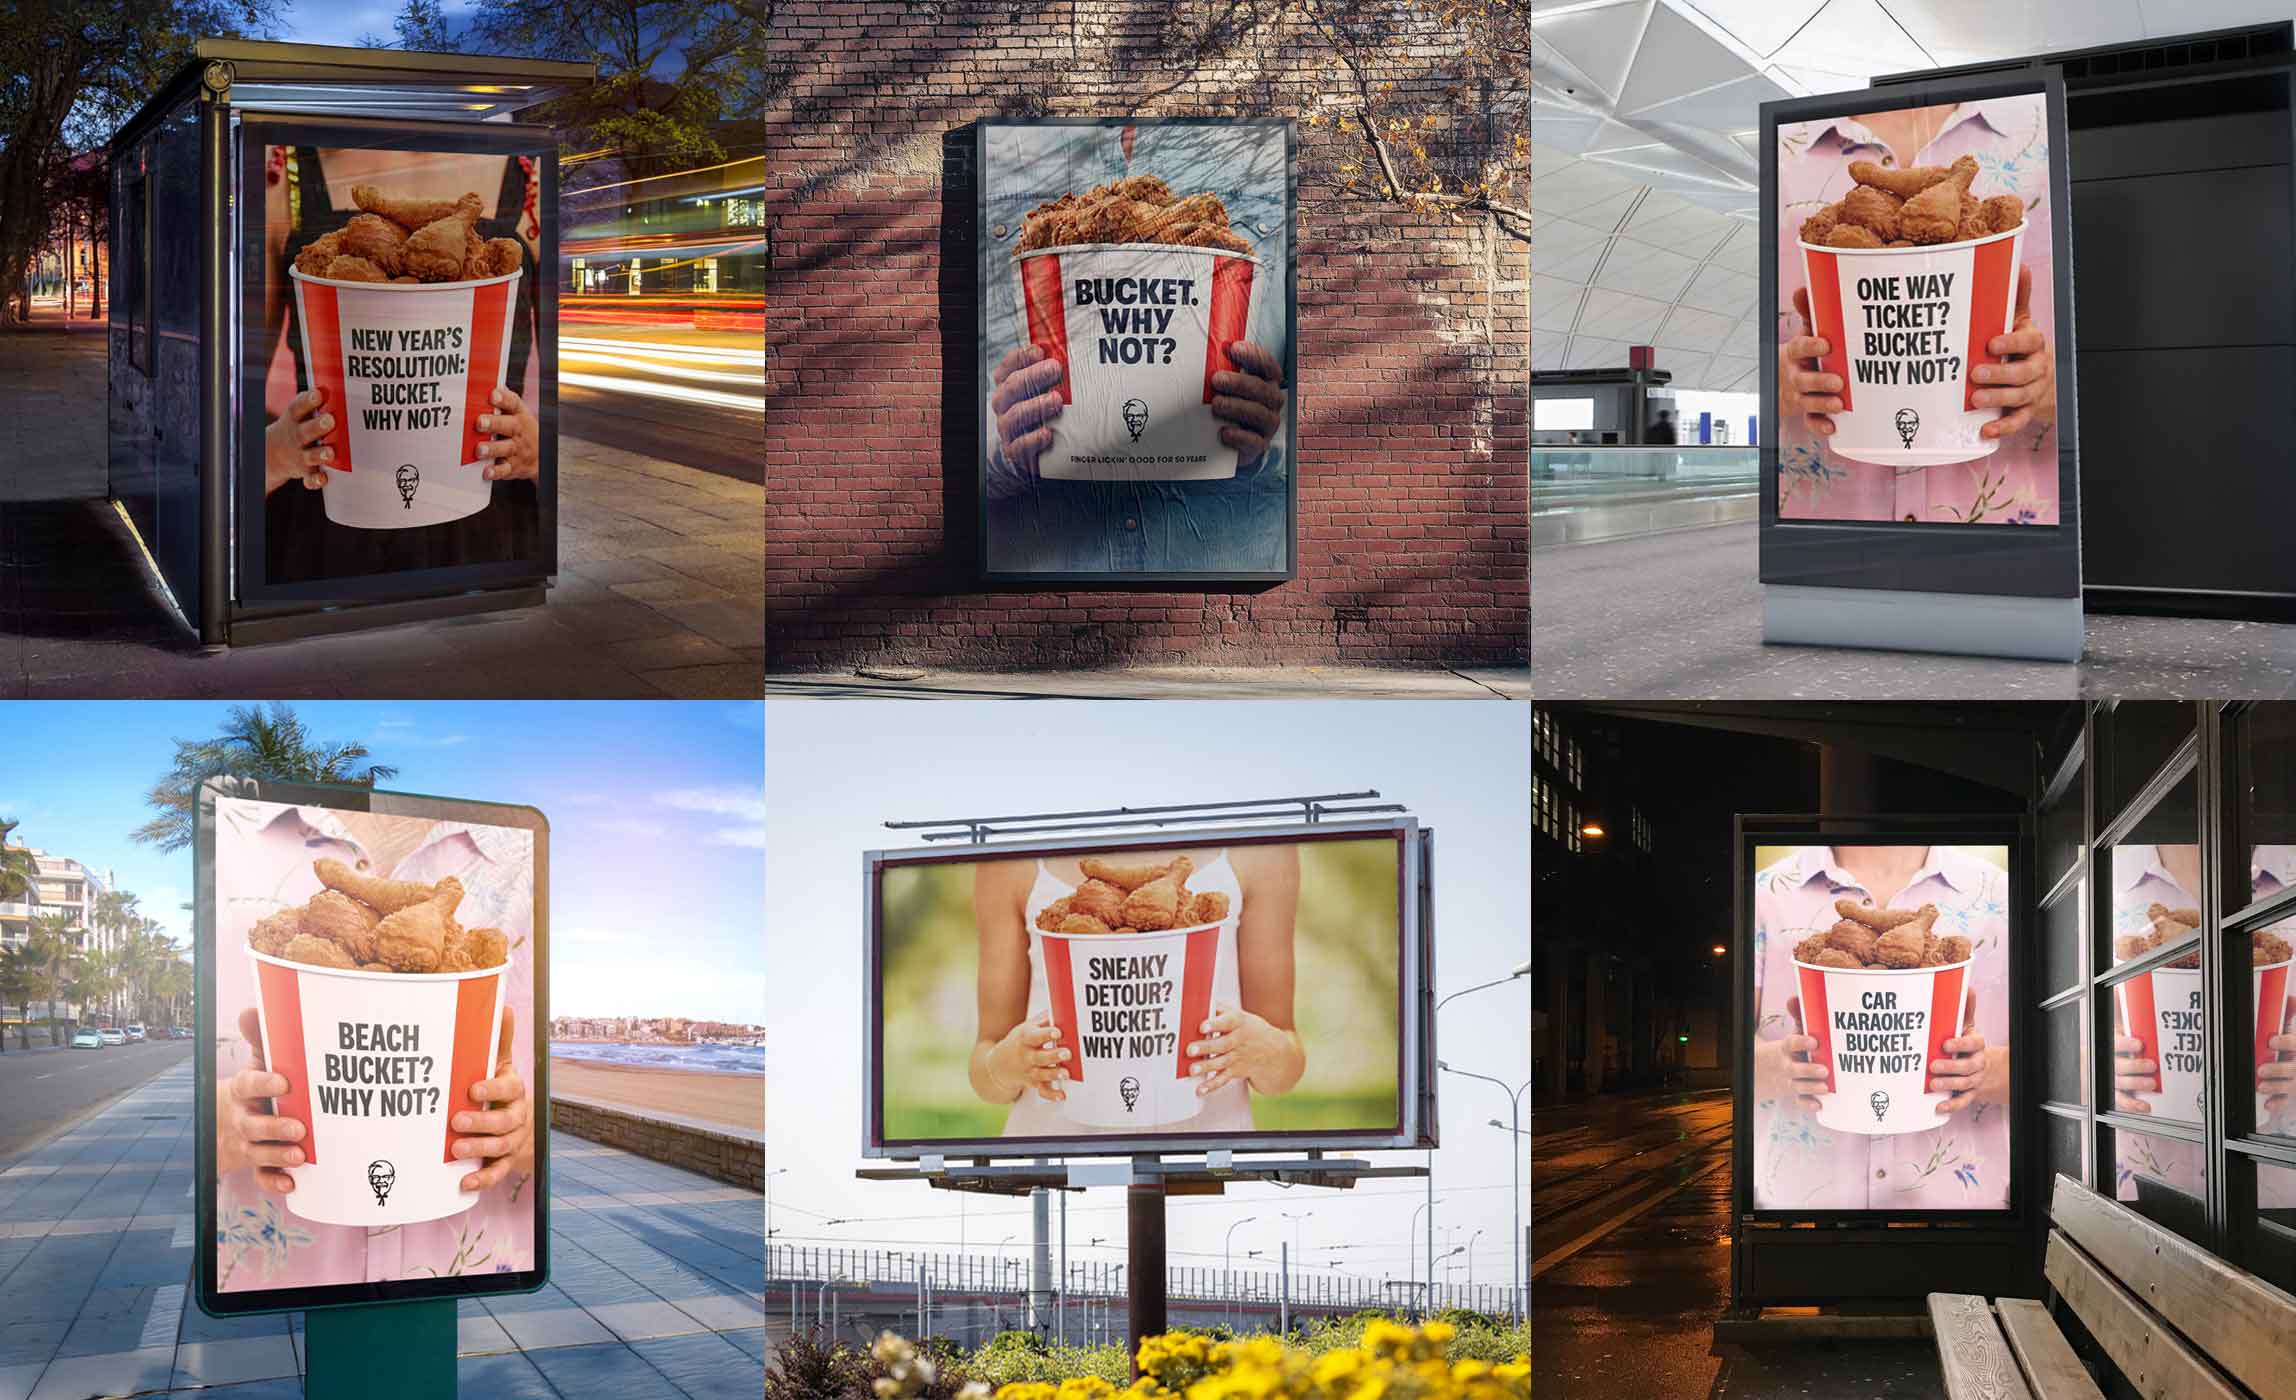 NEW YEAR'S
RESOLUTION:
BUCKET.
WHY NOT?
BUCKET.
WHY
NOT?
FINGER LICKIN' GOOD FOR 50 YEARS
ONE WAY
TICKET?
BUCKET.
WHY NOT?
BEACH
BUCKET?
WHY NOT?
SNEAKY
DETOUR?
BUCKET.
WHY NOT?
CAR
KARAOKE?
BUCKET.
WHY NOT?